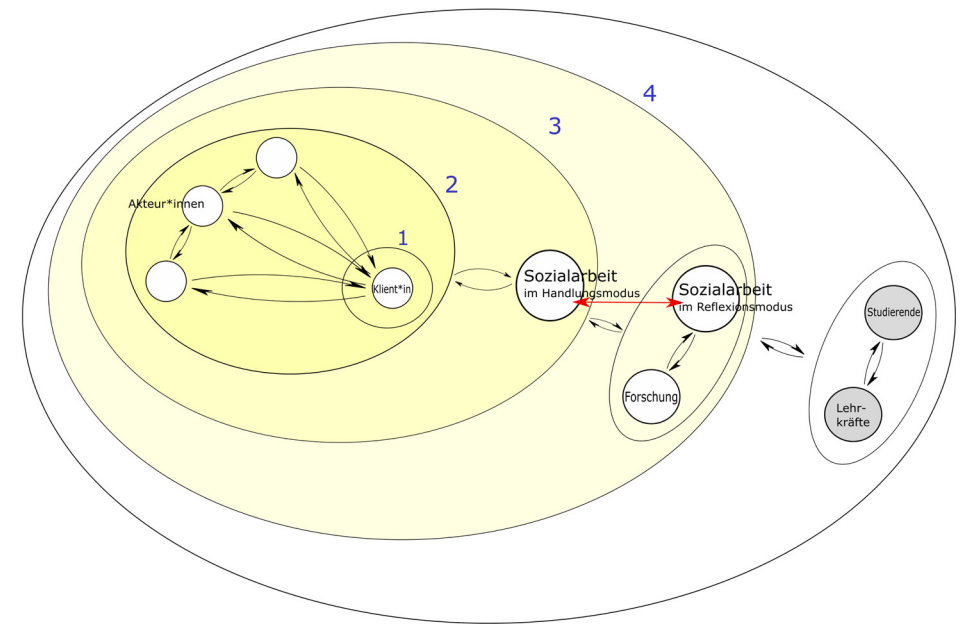 4
3
2
Akteur*innen
1
Klient*in
Sozialarbeit
im Handlungsmodus
Sozialarbeit
im Reflexionsmodus
Studierende
Forschung
Lehr-
kräfte